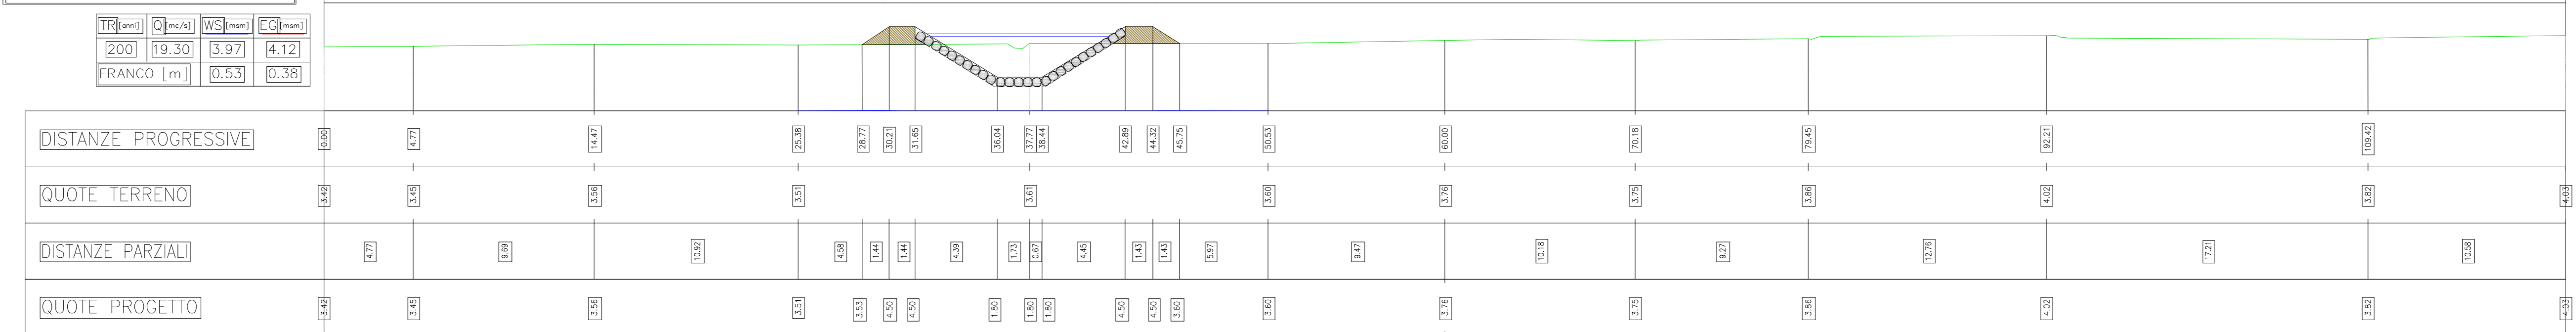 TR[anni] Q[mc/s] WS[msm] EG[msm]
200 19.30 3.97 4.12
FRANCO [m] 0.53 0.38
DISTANZE PROGRESSIVE 0.00 4.77 14.47 25.38 28.77 30.21 31.65 36.04 37.77 38.44 42.89 44.32 45.75 50.53 60.00 70.18 79.45 92.21 109.42
QUOTE TERRENO 3.42 3.45 3.56 3.51 3.61 3.60 3.76 3.75 3.86 4.02 3.82 4.03
DISTANZE PARZIALI 4.77 9.69 10.92 4.58 1.44 1.44 4.39 1.73 0.67 4.45 1.43 1.43 5.97 9.47 10.18 9.27 12.76 17.21 10.58
QUOTE PROGETTO 3.42 3.45 3.56 3.51 3.53 4.50 4.50 1.80 1.80 1.80 4.50 4.50 3.60 3.60 3.76 3.75 3.86 4.02 3.82 4.03